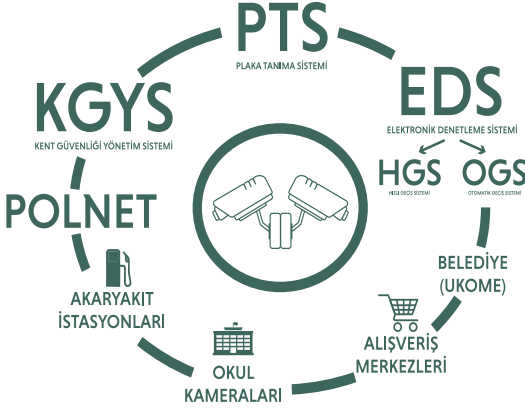 PTS
PLAKA TANIMA SİSTEMİ
KGYS
KENT GÜVENLİĞİ YÖNETİM SİSTEMİ
EDS
ELEKTRONİK DENETLEME SİSTEMİ
HGS
HIZLI GEÇİŞ SİSTEMİ
OGS
OTOMATİK GEÇİŞ SİSTEMİ
POLNET
BELEDİYE
(UKOME)
AKARYAKIT
İSTASYONLARI
ALIŞVERİŞ
MERKEZLERİ
OKUL
KAMERALARI